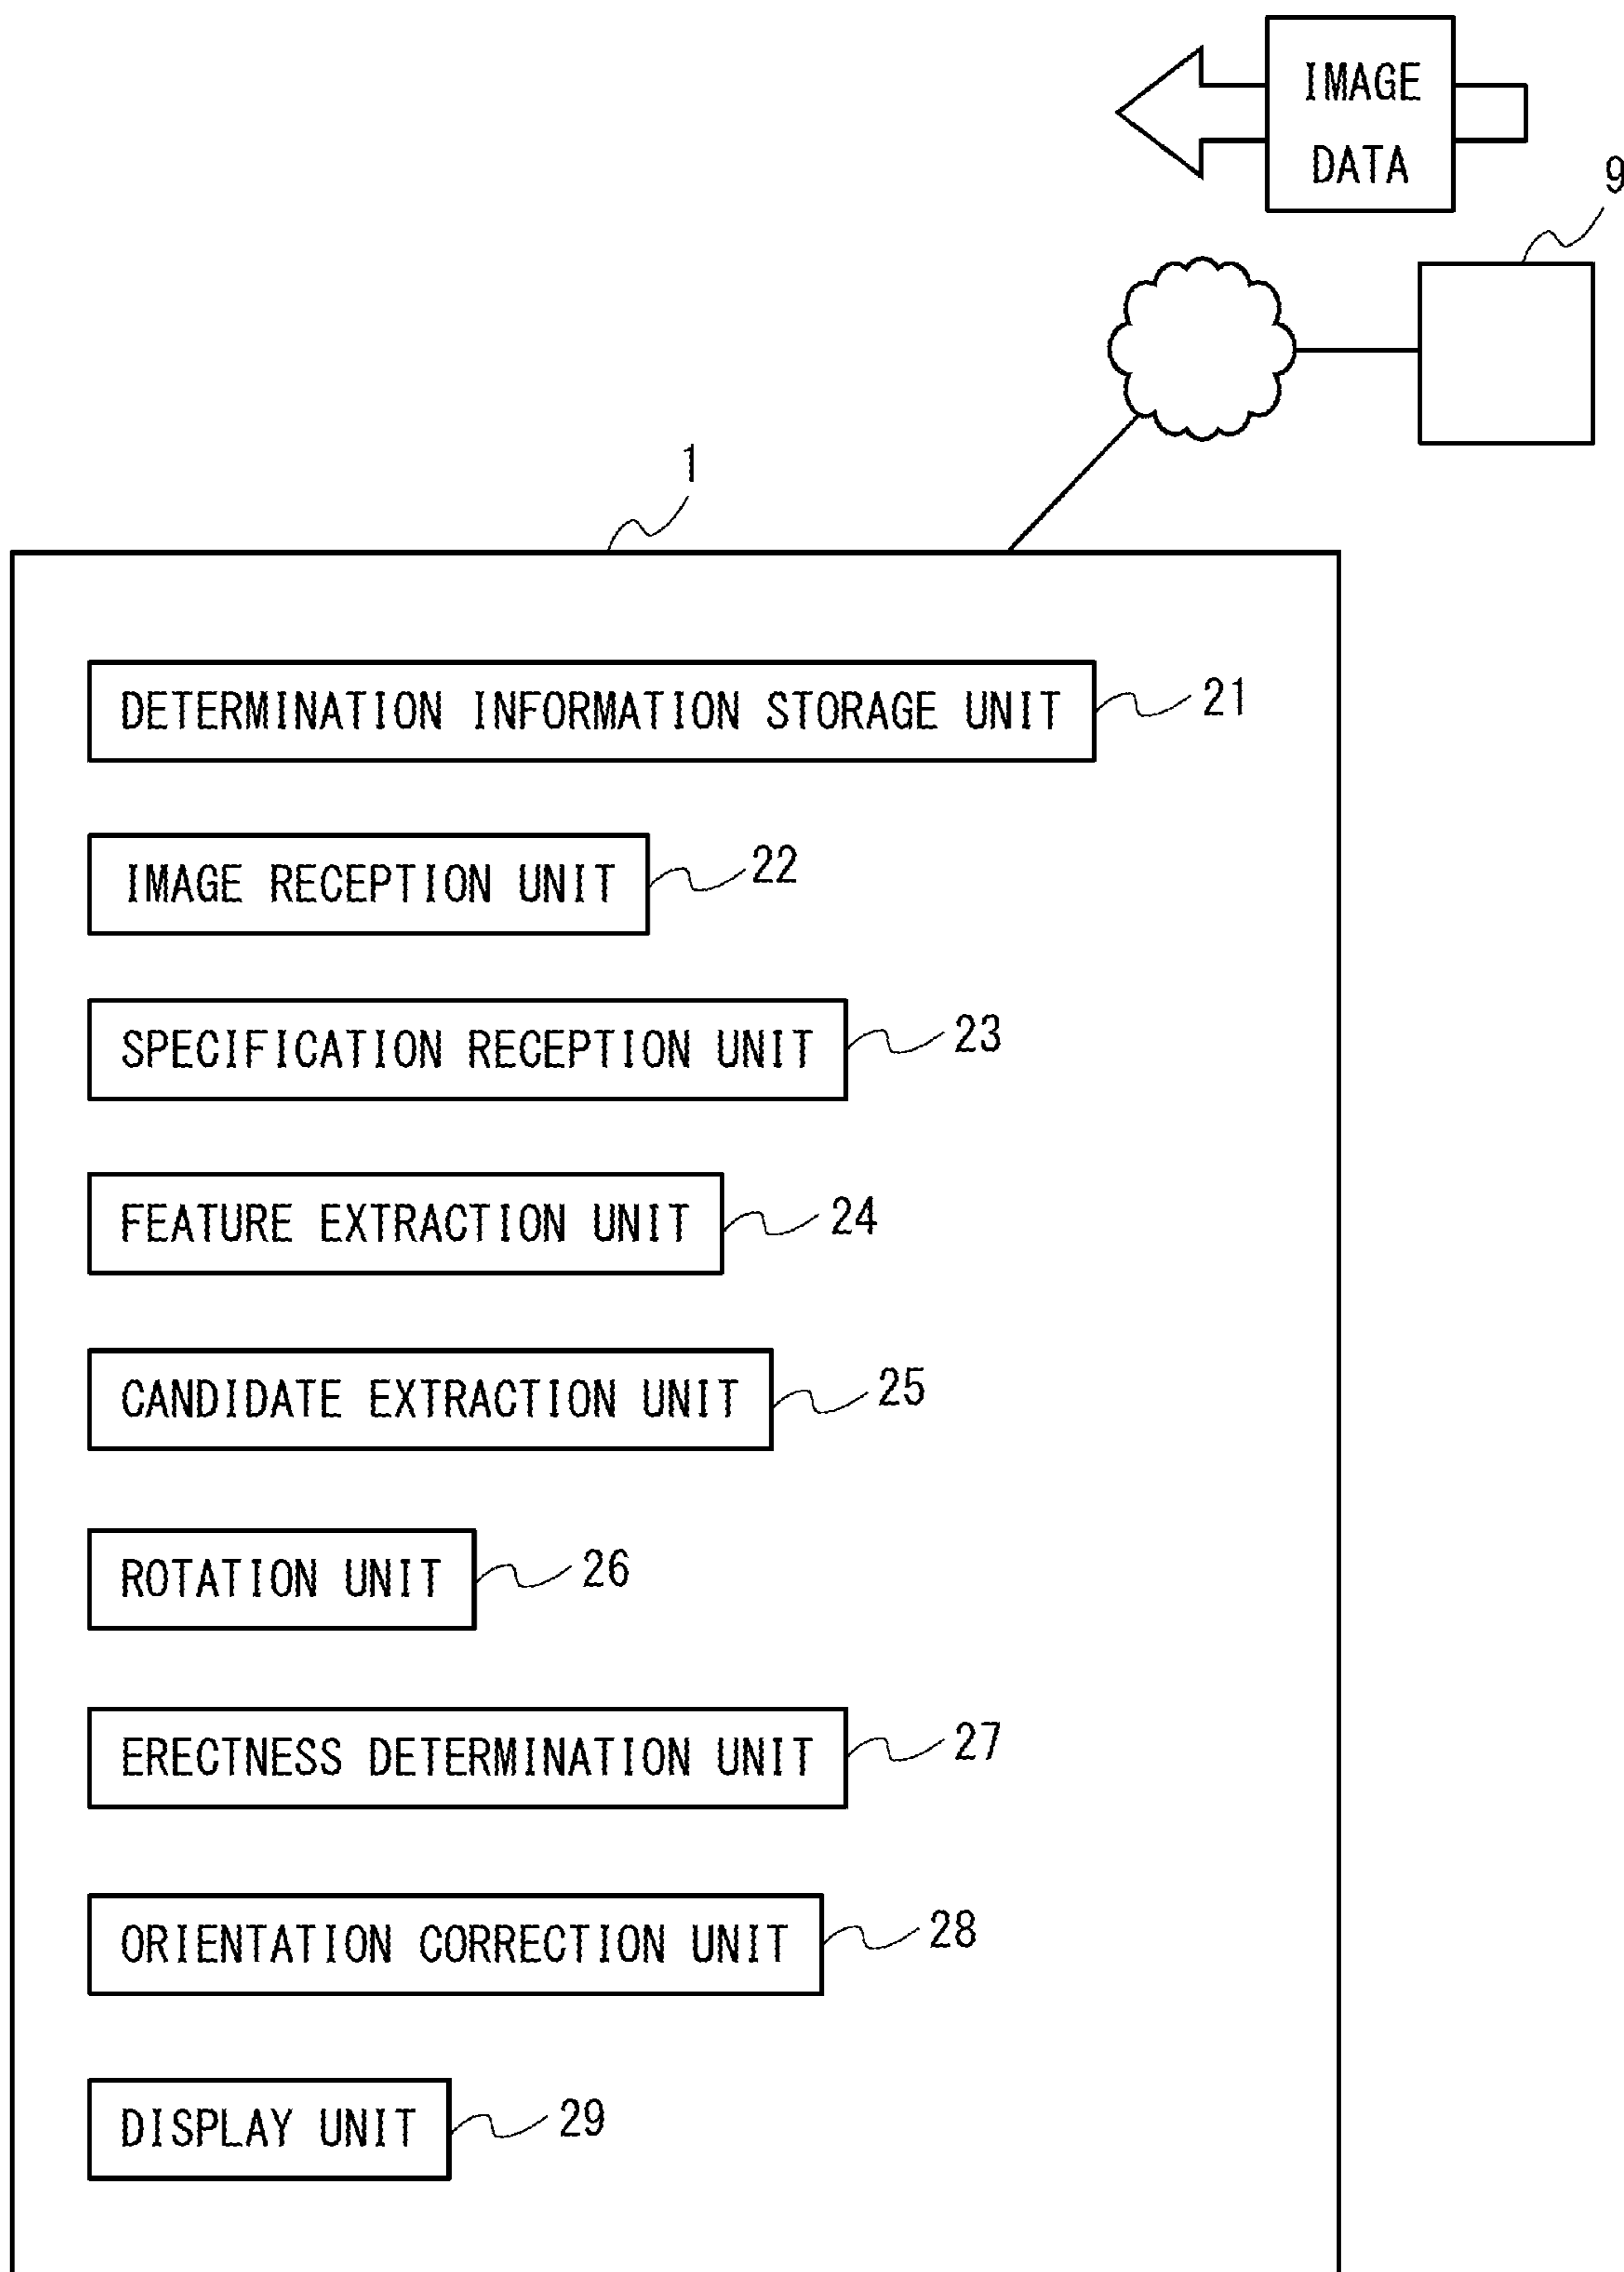 IMAGE
DATA
9
1
DETERMINATION INFORMATION STORAGE UNIT 21
IMAGE RECEPTION UNIT 22
SPECIFICATION RECEPTION UNIT 23
FEATURE EXTRACTION UNIT 24
CANDIDATE EXTRACTION UNIT 25
ROTATION UNIT 26
ERECTNESS DETERMINATION UNIT 27
ORIENTATION CORRECTION UNIT 28
DISPLAY UNIT 29